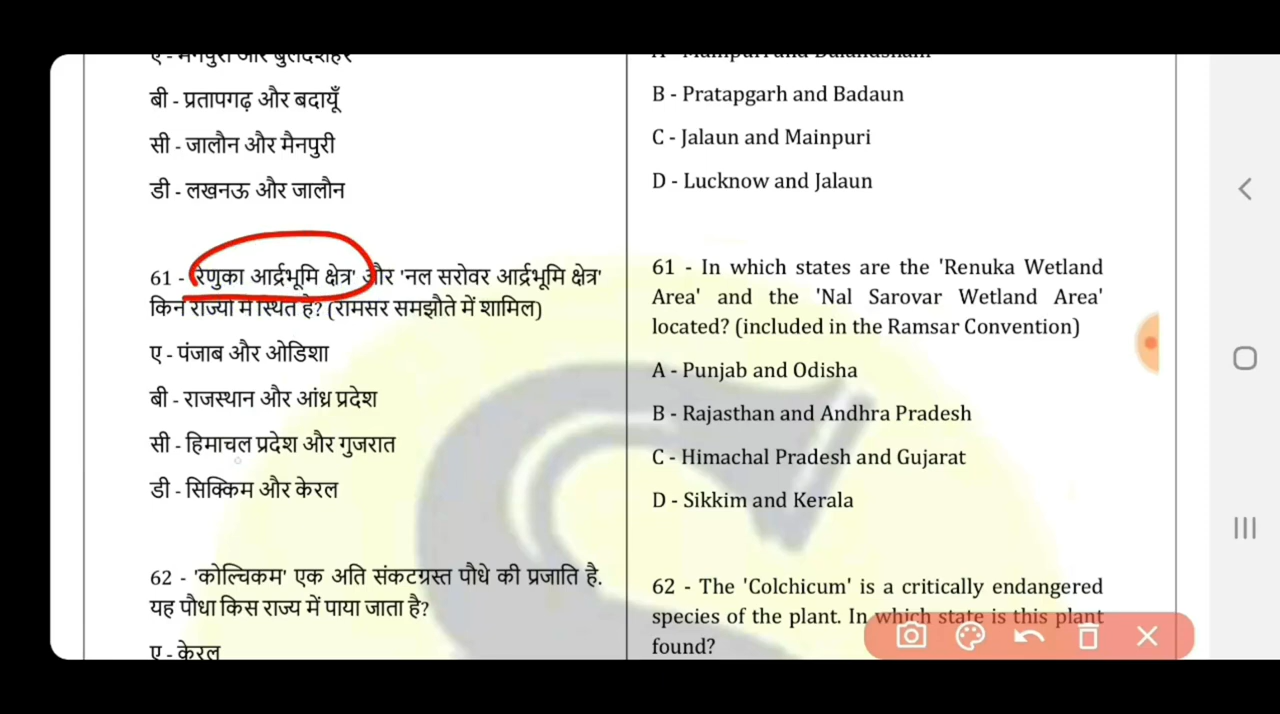 बी - प्रतापगढ़ और बदायूँ
सी - जालौन और मैनपुरी
डी - लखनऊ और जालौन
61 - रेणुका आर्द्रभूमि क्षेत्र' और 'नल सरोवर आर्द्रभूमि क्षेत्र'
किन राज्यों में स्थित है? (रामसर समझौते में शामिल)
ए - पंजाब और ओडिशा
बी - राजस्थान और आंध्र प्रदेश
सी - हिमाचल प्रदेश और गुजरात
डी - सिक्किम और केरल
62 - 'कोल्चिकम' एक अति संकटग्रस्त पौधे की प्रजाति है.
यह पौधा किस राज्य में पाया जाता है?
ए - केरल
B - Pratapgarh and Badaun
C - Jalaun and Mainpuri
D - Lucknow and Jalaun
61 - In which states are the 'Renuka Wetland
Area' and the 'Nal Sarovar Wetland Area'
located? (included in the Ramsar Convention)
A - Punjab and Odisha
B - Rajasthan and Andhra Pradesh
C - Himachal Pradesh and Gujarat
D - Sikkim and Kerala
62 - The 'Colchicum' is a critically endangered
species of the plant. In which state is this plant
found?